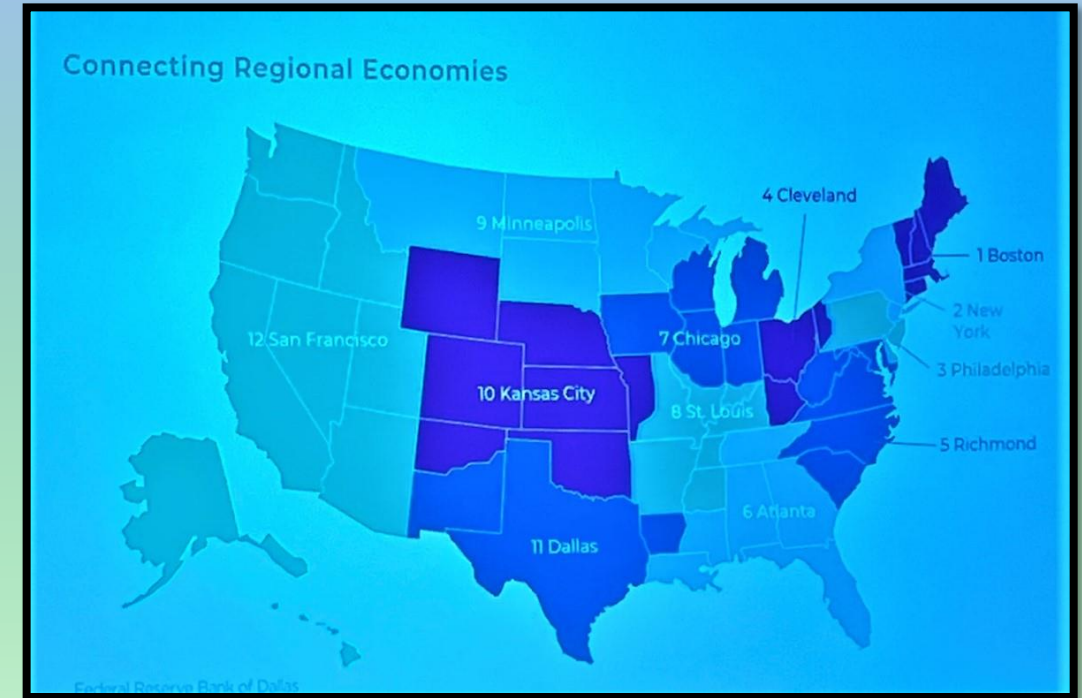 Connecting Regional Economies
4 Cleveland
9 Minneapolis
1 Boston
2 New
York
12 San Francisco
7 Chicago
3 Philadelphia
10 Kansas City
8 St. Louis
5 Richmond
6 Atlanta
11 Dallas
Federal Reserve Bank of Dallas